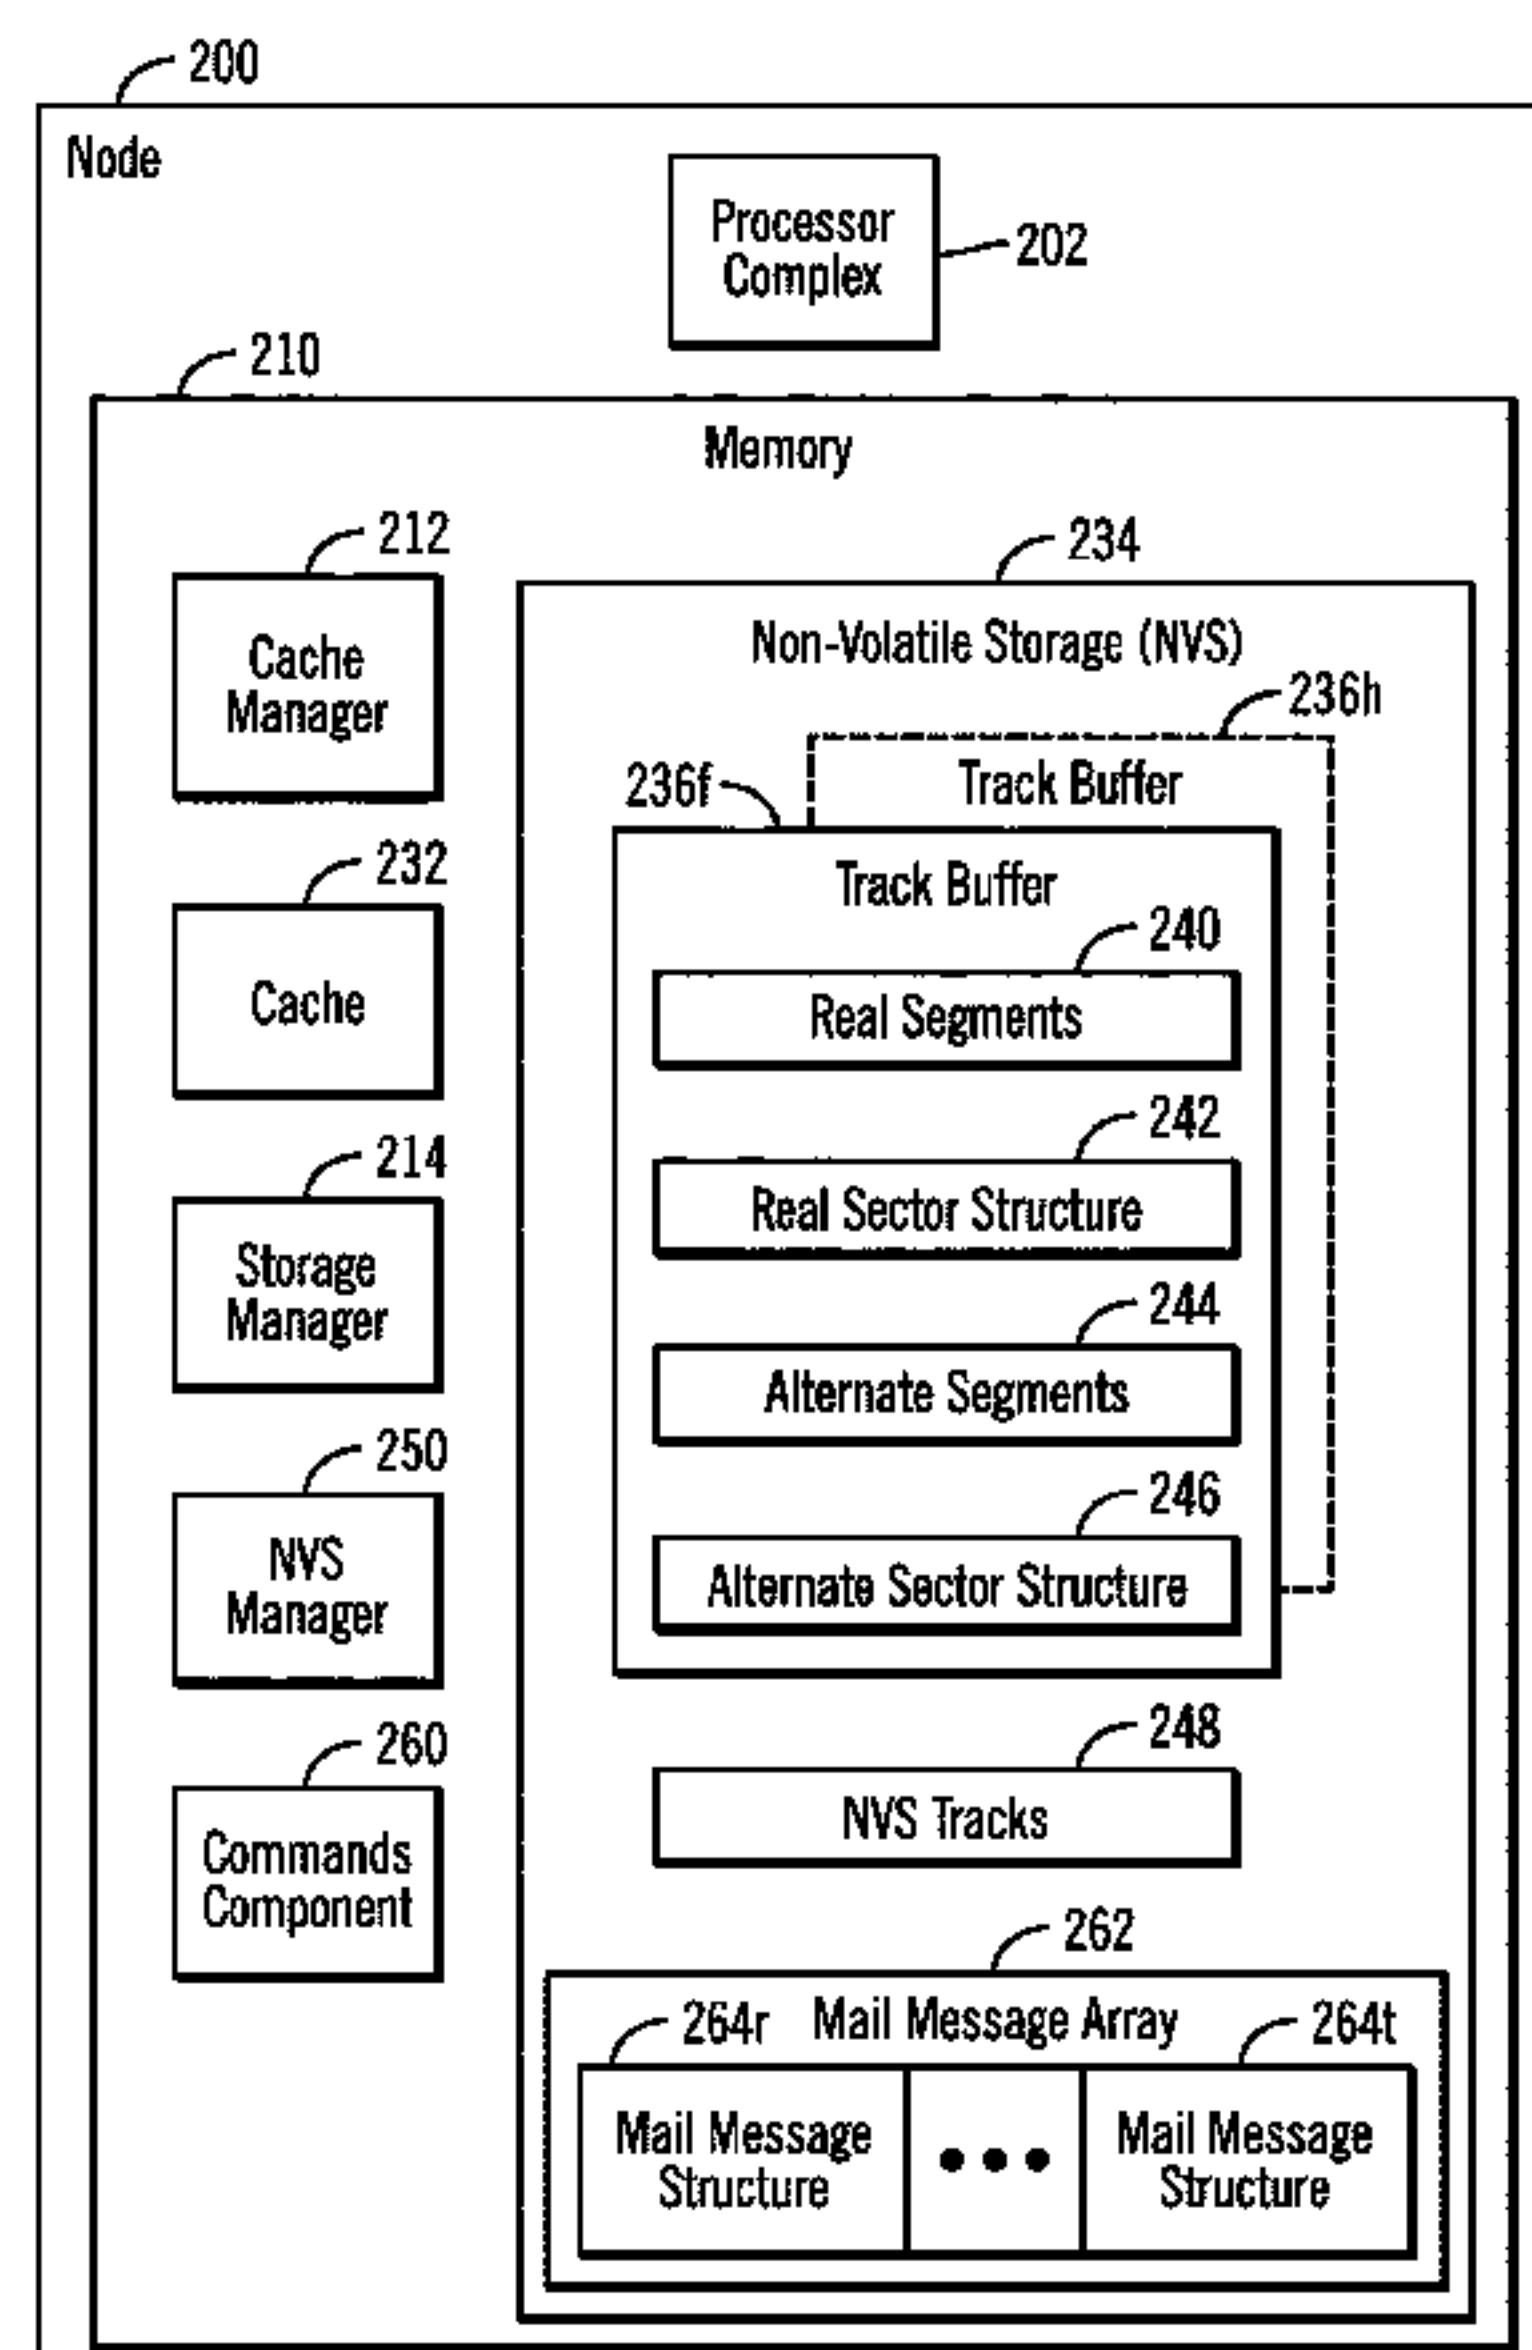 200
Node
Processor
Complex
202
210
Memory
212
Cache
Manager
232
Cache
214
Storage
Manager
250
NVS
Manager
260
Commands
Component
234
Non-Volatile Storage (NVS)
236h
Track Buffer
236f
Track Buffer
240
Real Segments
242
Real Sector Structure
244
Alternate Segments
246
Alternate Sector Structure
248
NVS Tracks
262
Mail Message Array
264r
Mail Message
Structure
•••
264t
Mail Message
Structure